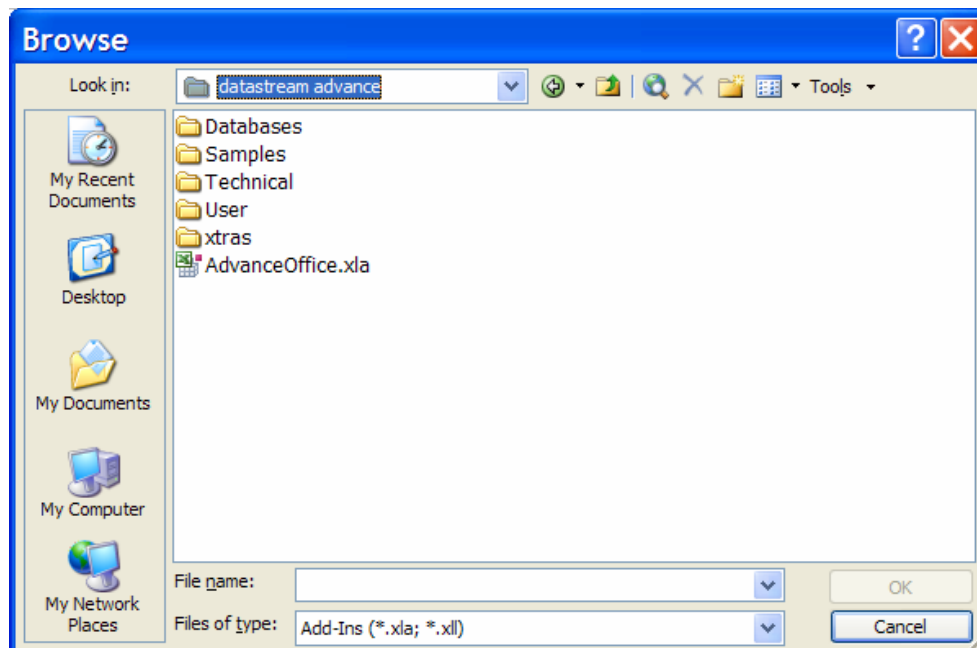 Browse
Look in:
datastream advance
Tools
My Recent
Documents
Desktop
My Documents
My Computer
My Network
Places
Databases
Samples
Technical
User
xtras
AdvanceOffice.xla
File name:
OK
Files of type:
Add-Ins (*.xla; *.xll)
Cancel